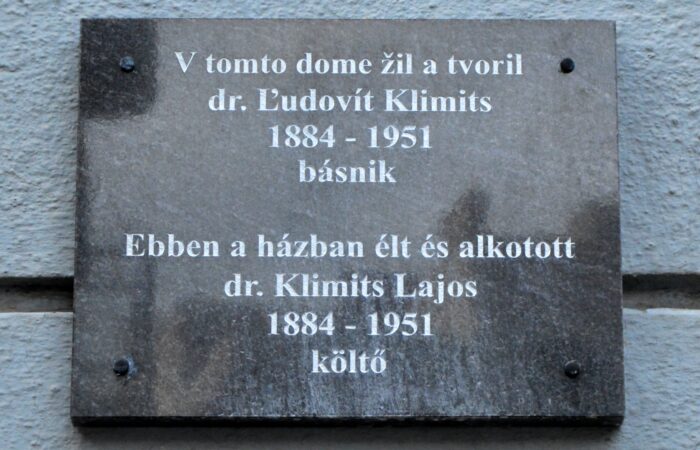 V tomto dome žil a tvoril
dr. Ľudovít Klimits
1884 - 1951
básnik
Ebben a házban élt és alkotott
dr. Klimits Lajos
1884 - 1951
költő